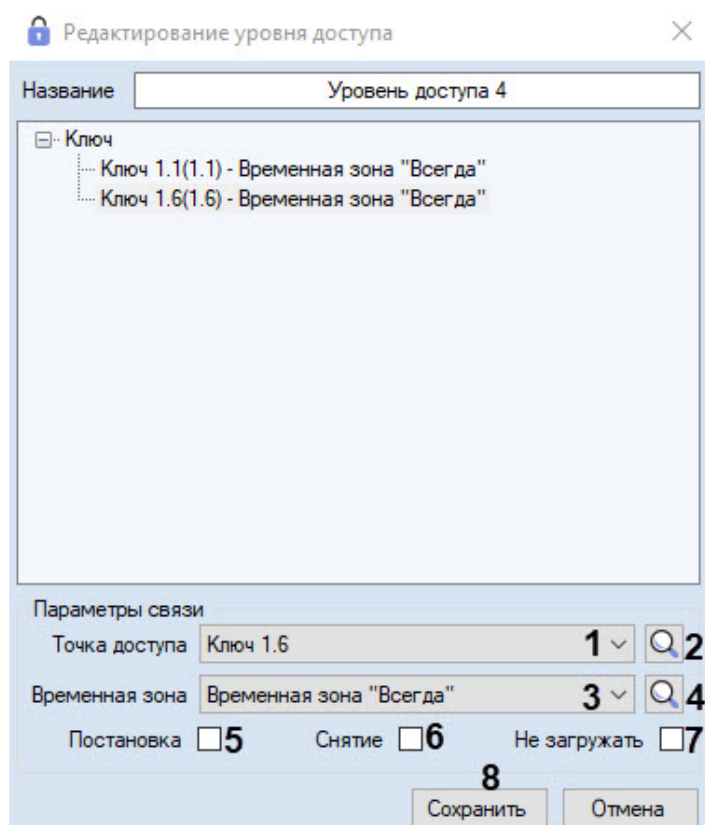 Редактирование уровня доступа
Название Уровень доступа 4
Ключ
Ключ 1.1(1.1) - Временная зона "Всегда"
Ключ 1.6(1.6) - Временная зона "Всегда"
Параметры связи
Точка доступа Ключ 1.6 1 2
Временная зона Временная зона "Всегда" 3 4
Постановка 5 Снятие 6 Не загружать 7
8
Сохранить Отмена